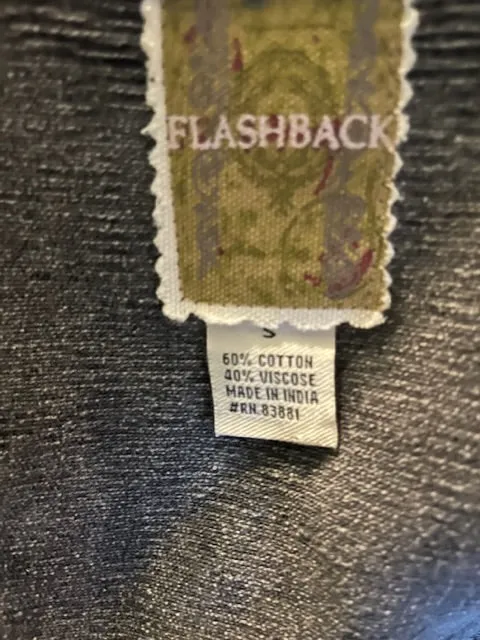 FLASHBACK
S
60% COTTON
40% VISCOSE
MADE IN INDIA
#RN.83881